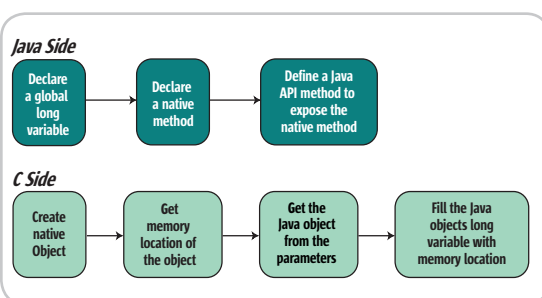 Java Side
Declare
a global
long
variable
Declare
a native
method
Define a Java
API method to
expose the
native method
C Side
Create
native
Object
Get
memory
location of
the object
Get the
Java object
from the
parameters
Fill the Java
objects long
variable with
memory location